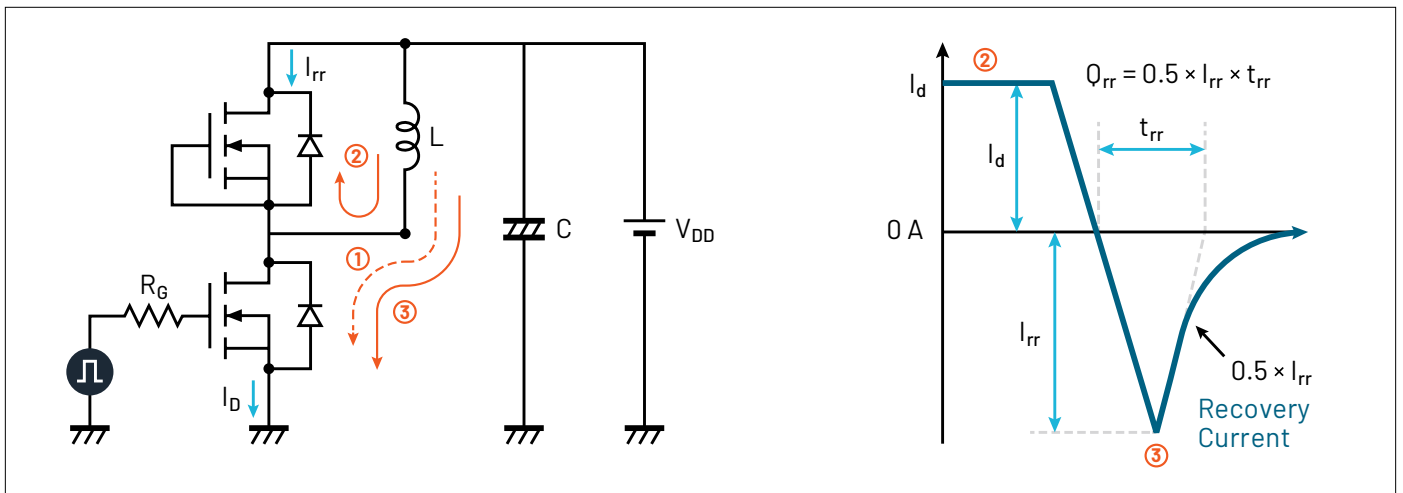 Irr
②
L
①
③
RG
ID
C
VDD
②
Id
Qrr = 0.5 × Irr × trr
trr
Id
0 A
Irr
0.5 × Irr
Recovery
Current
③